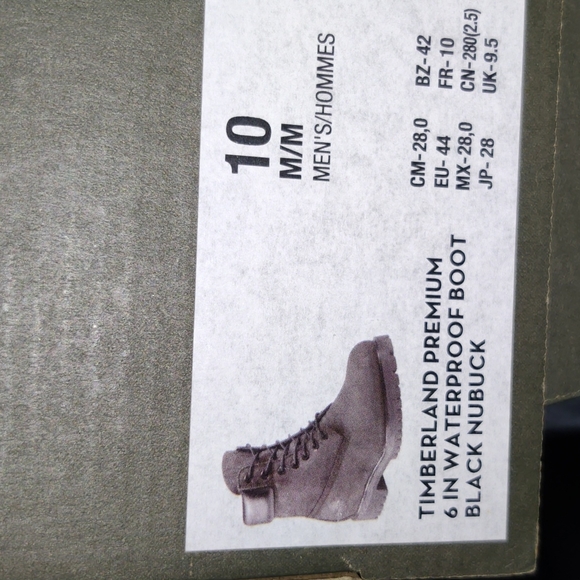 10
M/M
MEN'S/HOMMES
CM-28,0 BZ-42
EU-44 FR-10
MX-28,0 CN-280(2.5)
JP-28 UK-9.5
TIMBERLAND PREMIUM
6 IN WATERPROOF BOOT
BLACK NUBUCK